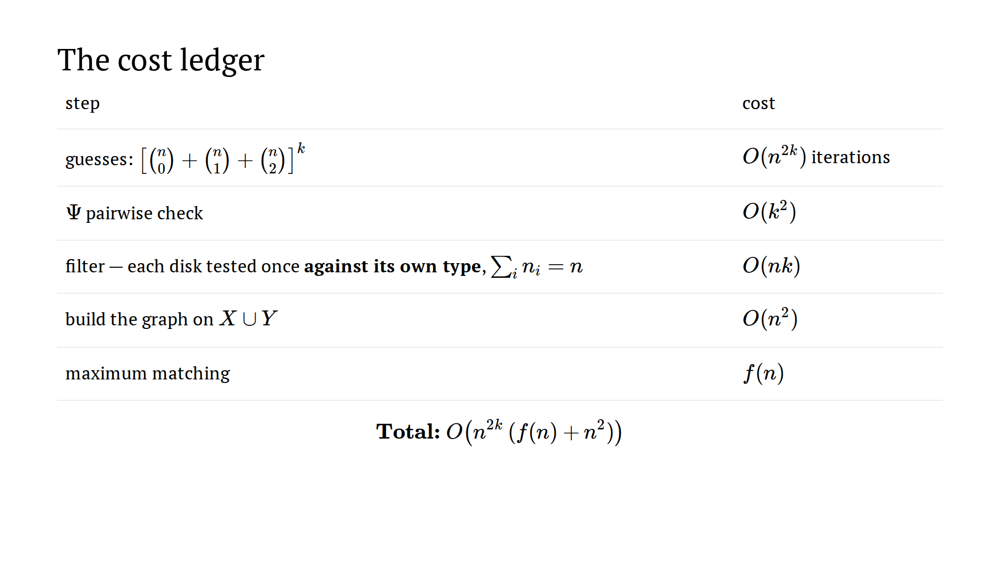 The cost ledger
step cost
guesses: $\left[\binom{n}{0} + \binom{n}{1} + \binom{n}{2}\right]^k$ $O(n^{2k})$ iterations
$\Psi$ pairwise check $O(k^2)$
filter — each disk tested once against its own type, $\sum_i n_i = n$ $O(nk)$
build the graph on $X \cup Y$ $O(n^2)$
maximum matching $f(n)$
Total: $O\left(n^{2k}\,(f(n) + n^2)\right)$